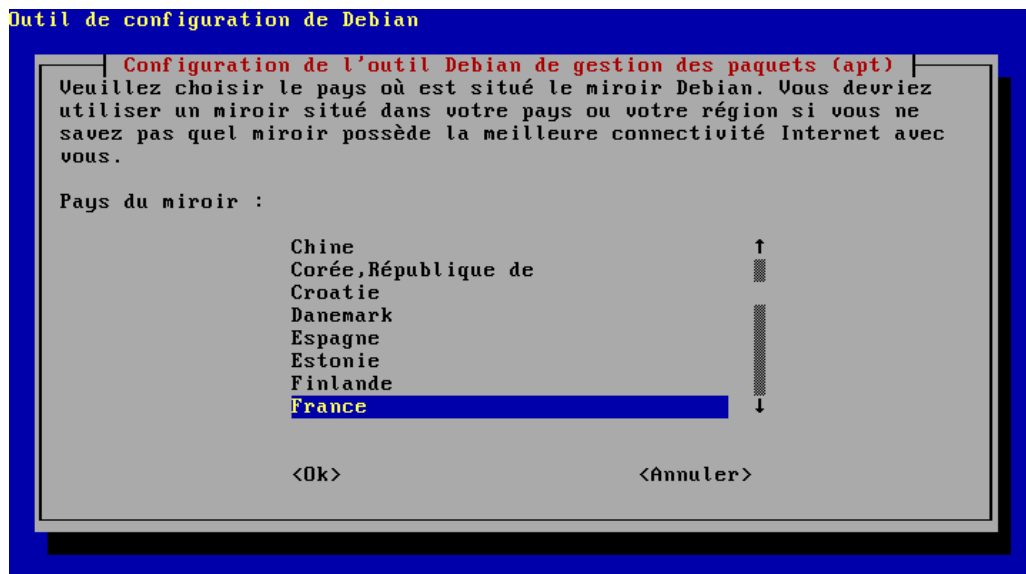 Outil de configuration de Debian
Configuration de l'outil Debian de gestion des paquets (apt)
Veuillez choisir le pays où est situé le miroir Debian. Vous devriez
utiliser un miroir situé dans votre pays ou votre région si vous ne
savez pas quel miroir possède la meilleure connectivité Internet avec
vous.
Pays du miroir :
Chine
Corée,République de
Croatie
Danemark
Espagne
Estonie
Finlande
France
<Ok> <Annuler>